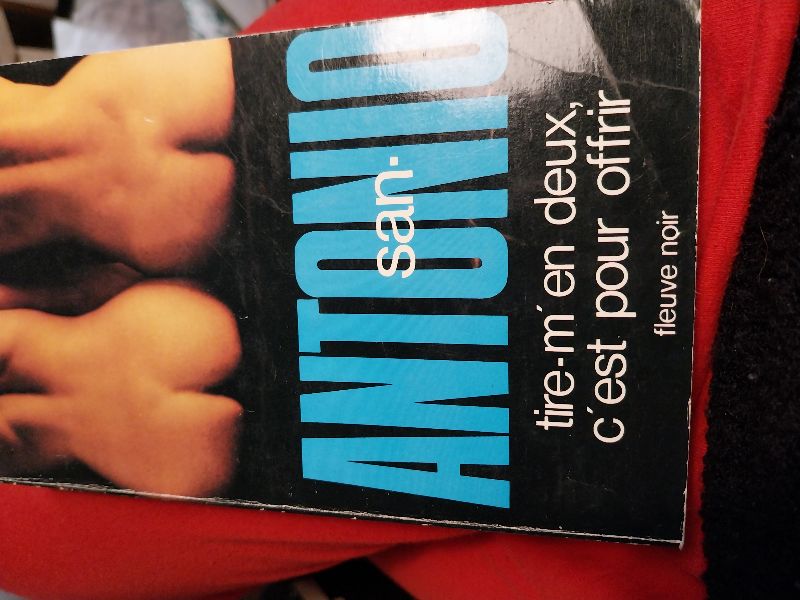 san-
ANTONIO
tire-m'en deux,
c'est pour offrir
fleuve noir